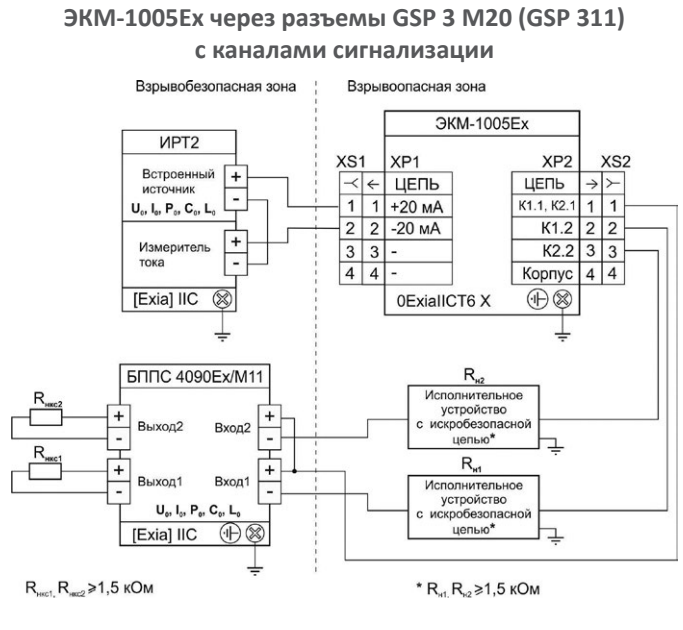 ЭКМ-1005Ex через разъемы GSP 3 М20 (GSP 311)
с каналами сигнализации
Взрывобезопасная зона
Взрывоопасная зона
ИРТ2
Встроенный
источник
U₀, I₀, P₀, C₀, L₀
+
-
Измеритель
тока
+
-
[Exia] IIC
ЭКМ-1005Ex
XS1 XP1
ЦЕПЬ
1 1 +20 мА
2 2 -20 мА
3 3 -
4 4 -
XP2 XS2
ЦЕПЬ
К1.1, К2.1 1 1
К1.2 2 2
К2.2 3 3
Корпус 4 4
0ExiaIICT6 X
БППС 4090Ex/М11
Rнкс2
+
-
Выход2
Вход2
+
-
Rнкс1
+
-
Выход1
Вход1
+
-
U₀, I₀, P₀, C₀, L₀
[Exia] IIC
Rн2
Исполнительное
устройство
с искробезопасной
цепью*
Rн1
Исполнительное
устройство
с искробезопасной
цепью*
Rнкс1, Rнкс2 ≥1,5 кОм
* Rн1, Rн2 ≥1,5 кОм